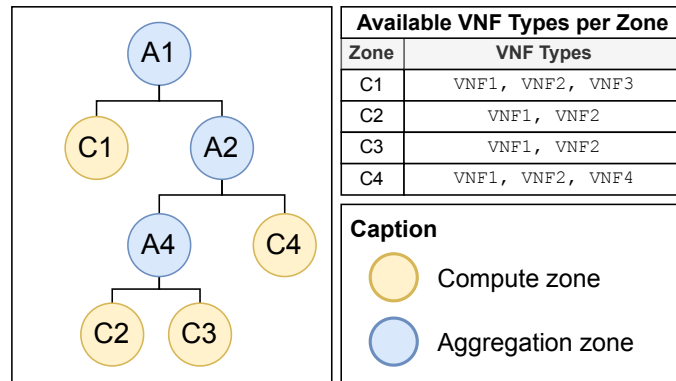 A1
C1 A2
A4 C4
C2 C3
Available VNF Types per Zone
Zone VNF Types
C1 VNF1, VNF2, VNF3
C2 VNF1, VNF2
C3 VNF1, VNF2
C4 VNF1, VNF2, VNF4
Caption
Compute zone
Aggregation zone